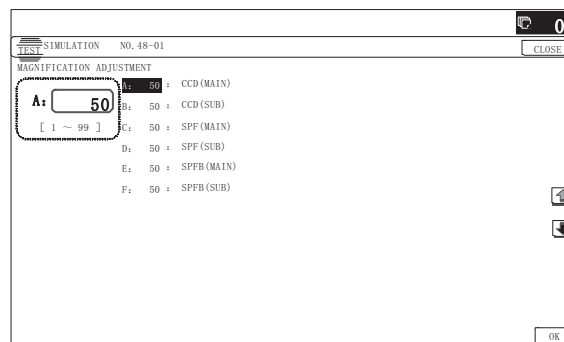 0
TEST SIMULATION NO. 48-01
CLOSE
MAGNIFICATION ADJUSTMENT
A: 50
[ 1 ~ 99 ]
A: 50 : CCD(MAIN)
B: 50 : CCD(SUB)
C: 50 : SPF(MAIN)
D: 50 : SPF(SUB)
E: 50 : SPFB(MAIN)
F: 50 : SPFB(SUB)
OK